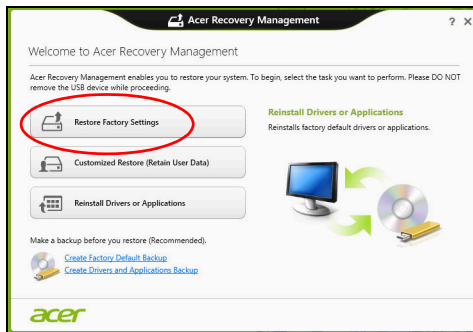 Acer Recovery Management
? X
Welcome to Acer Recovery Management
Acer Recovery Management enables you to restore your system. To begin, select the task you want to perform. Please DO NOT
remove the USB device while proceeding.
Restore Factory Settings
Reinstall Drivers or Applications
Reinstalls factory default drivers or applications.
Customized Restore (Retain User Data)
Reinstall Drivers or Applications
Make a backup before you restore (Recommended).
Create Factory Default Backup
Create Drivers and Applications Backup
acer